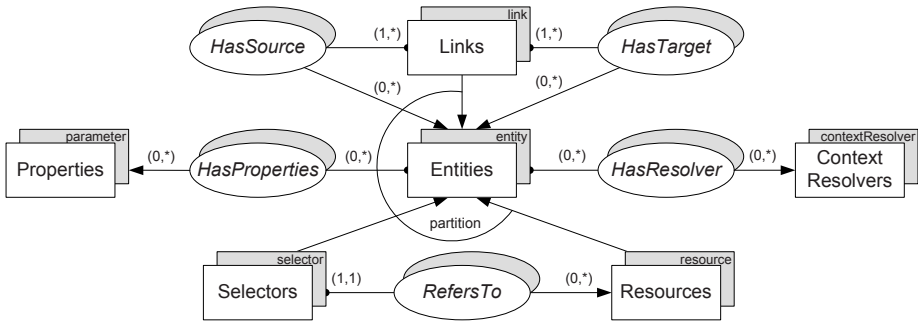 link
HasSource
(1,*)
Links
(1,*)
HasTarget
(0,*)
(0,*)
parameter
entity
contextResolver
Properties
(0,*)
HasProperties
(0,*)
Entities
(0,*)
HasResolver
(0,*)
Context
Resolvers
partition
selector
resource
Selectors
(1,1)
RefersTo
(0,*)
Resources